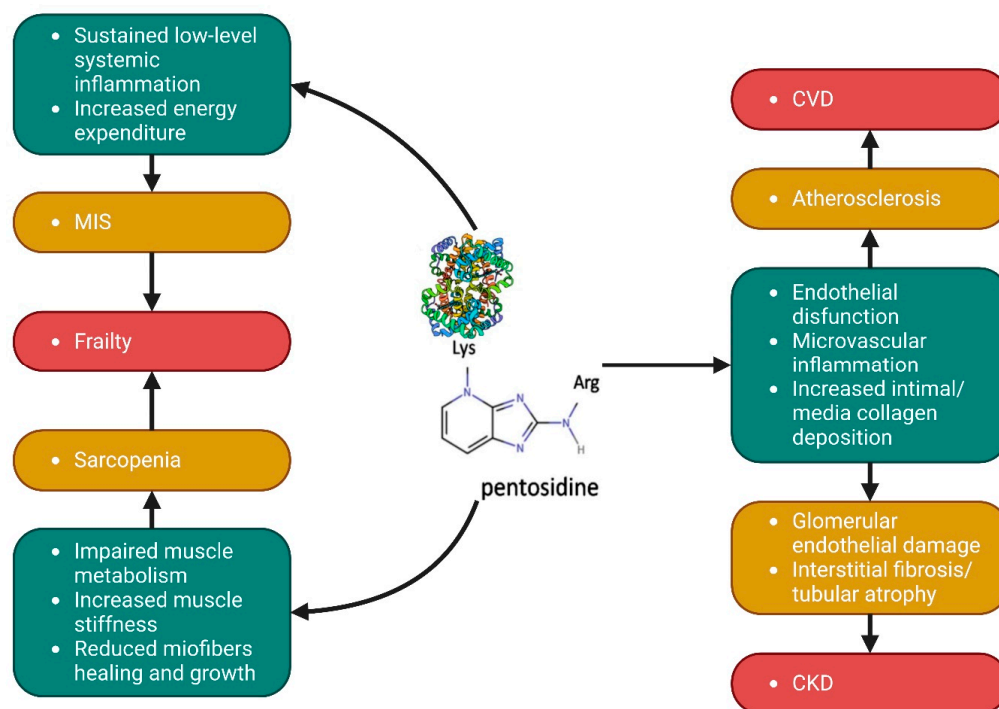 Sustained low-level
systemic
inflammation
Increased energy
expenditure
MIS
Frailty
Sarcopenia
Impaired muscle
metabolism
Increased muscle
stiffness
Reduced miofibers
healing and growth
Lys
N
N
N
Arg
N
H
pentosidine
CVD
Atherosclerosis
Endothelial
disfunction
Microvascular
inflammation
Increased intimal/
media collagen
deposition
Glomerular
endothelial damage
Interstitial fibrosis/
tubular atrophy
CKD